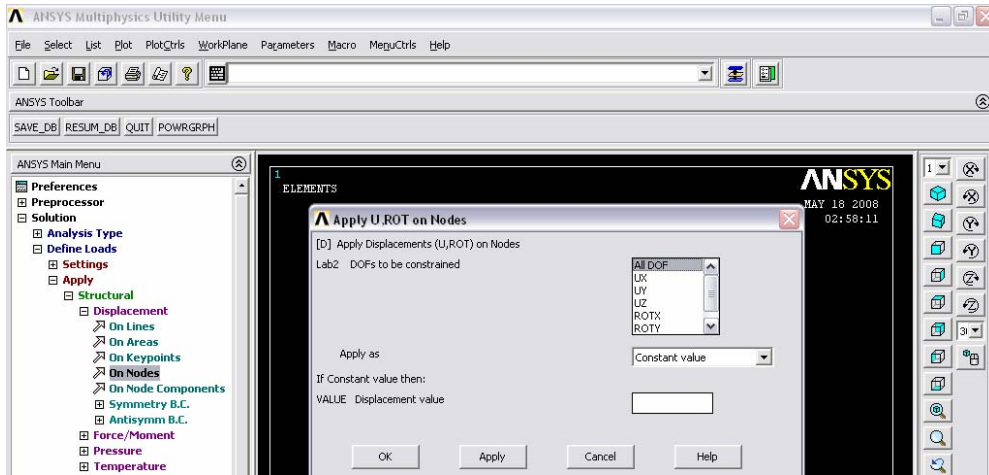 ANSYS Multiphysics Utility Menu
File Select List Plot PlotCtrls WorkPlane Parameters Macro MenuCtrls Help
ANSYS Toolbar
SAVE_DB RESUM_DB QUIT POWRGRPH
ANSYS Main Menu
Preferences
Preprocessor
Solution
Analysis Type
Define Loads
Settings
Apply
Structural
Displacement
On Lines
On Areas
On Keypoints
On Nodes
On Node Components
Symmetry B.C.
Antisymm B.C.
Force/Moment
Pressure
Temperature
1
ELEMENTS
ANSYS
MAY 18 2008
02:58:11
Apply U,ROT on Nodes
[D] Apply Displacements (U,ROT) on Nodes
Lab2 DOFs to be constrained
All DOF
UX
UY
UZ
ROTX
ROTY
Apply as
Constant value
If Constant value then:
VALUE Displacement value
OK Apply Cancel Help
1
X
X
Y
Y
Z
Z